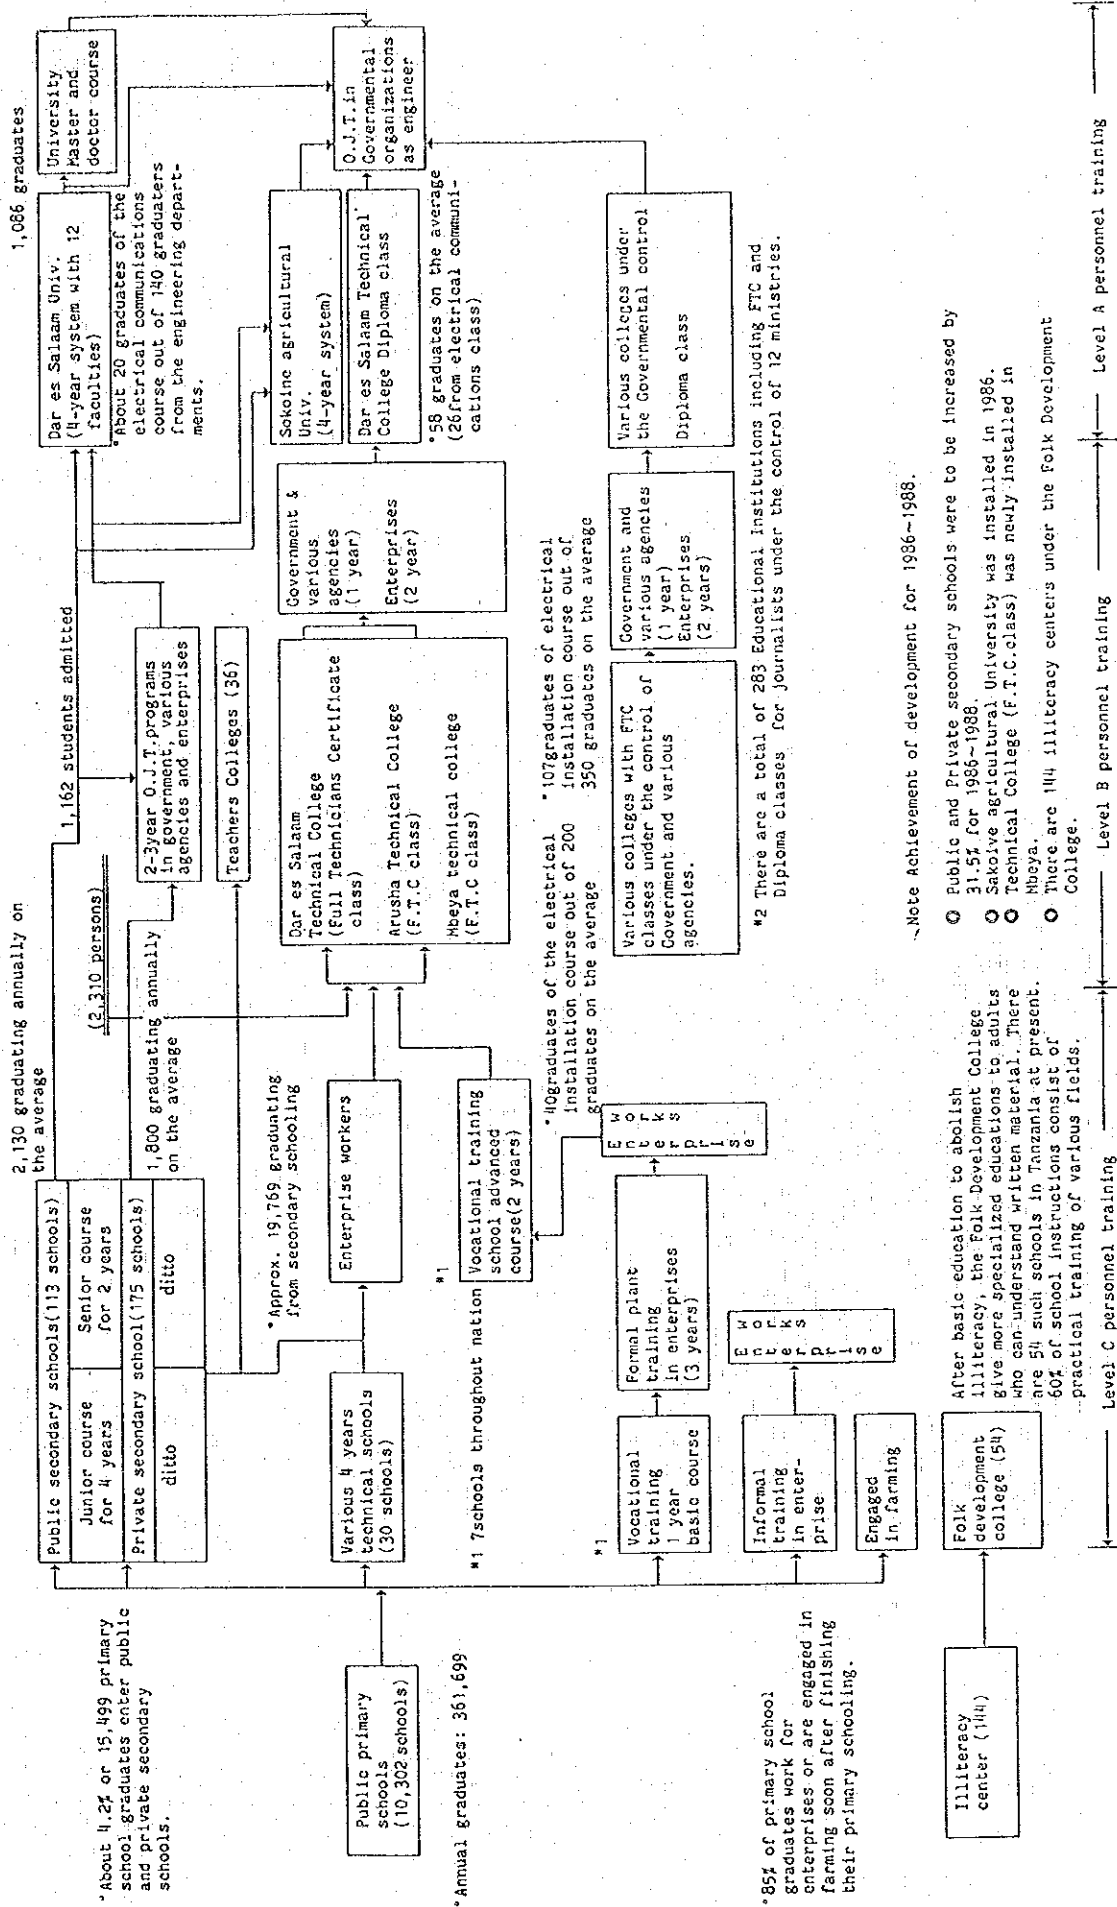 "About 4.2% or 15,499 primary
school graduates enter public
and private secondary
schools.
Public primary
schools
(10,302 schools)
"Annual graduates: 361,699
"85% of primary school
graduates work for
enterprises or are engaged in
farming soon after finishing
their primary schooling.
Illiteracy
center (144)
Public secondary schools(113 schools)
Junior course
for 4 years
Senior course
for 2 years
Private secondary school(175 schools)
ditto
ditto
2,130 graduating annually on
the average
1,800 graduating annually
on the average
(2,310 persons)
"Approx. 19,769 graduating
from secondary schooling
Various 4 years
technical schools
(30 schools)
Enterprise workers
*1 7schools throughout nation
*1
Vocational training
school advanced
course(2 years)
*1
Vocational
training
1 year
basic course
Formal plant
training
in enterprises
(3 years)
Enterprise
works
Informal
training
in enter-
prise
Enterprise
works
Engaged
in farming
Folk
development
college (54)
After basic education to abolish
illiteracy, the Folk Development College
give more specialized educations to adults
who can understand written material. There
are 54 such schools in Tanzania at present.
60% of school instructions consist of
practical training of various fields.
1,162 students admitted
2-3year O.J.T.programs
in government, various
agencies and enterprises
Teachers Colleges (36)
Dar es Salaam
Technical College
(Full Technicians Certificate
class)
Arusha Technical College
(F.T.C class)
Mbeya technical college
(F.T.C class)
Government &
various
agencies
(1 year)
Enterprises
(2 year)
"40graduates of the electrical
installation course out of 200
graduates on the average
"107graduates of electrical
installation course out of
350 graduates on the average
Various colleges with FTC
classes under the control of
Government and various
agencies.
Government and
various agencies
(1 year)
Enterprises
(2 years)
*2 There are a total of 283 Educational Institutions including FTC and
Diploma classes for journalists under the control of 12 ministries.
Note Achievement of development for 1986~1988.
O Public and Private secondary schools were to be increased by
31.5% for 1986~1988.
O Sakoive agricultural University was installed in 1986.
O Technical College (F.T.C.class) was newly installed in
Mbeya.
O There are 144 illiteracy centers under the Folk Development
College.
1,086 graduates
Dar es Salaam Univ.
(4-year system with 12
faculties)
University
Master and
doctor course
"About 20 graduates of the
electrical communications
course out of 140 graduaters
from the engineering depart-
ments.
Sokoine agricultural
Univ.
(4-year system)
Dar es Salaam Technical
College Diploma class
O.J.T.in
Governmental
organizations
as engineer
"58 graduates on the average
(26from electrical communi-
cations class)
Various colleges under
the Governmental control
Diploma class
Level C personnel training
Level B personnel training
Level A personnel training